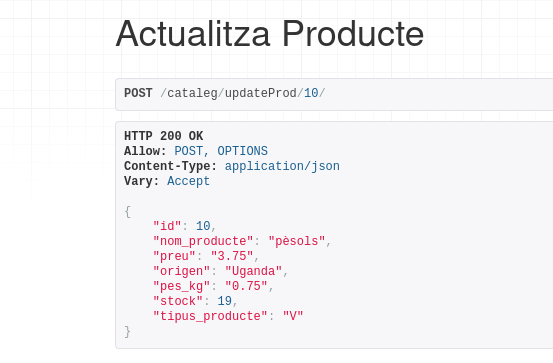 Actualitza Producte
POST /cataleg/updateProd/10/
HTTP 200 OK
Allow: POST, OPTIONS
Content-Type: application/json
Vary: Accept
{
    "id": 10,
    "nom_producte": "pèsols",
    "preu": "3.75",
    "origen": "Uganda",
    "pes_kg": "0.75",
    "stock": 19,
    "tipus_producte": "V"
}